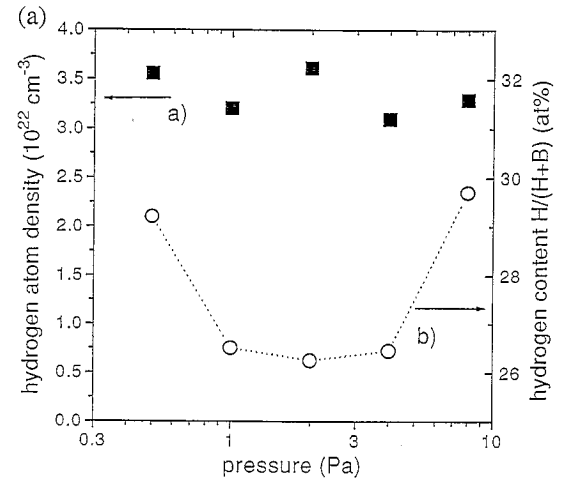 (a)
hydrogen atom density (10²² cm⁻³)
4.0
3.5
3.0
2.5
2.0
1.5
1.0
0.5
0.0
a)
b)
32
30
28
26
hydrogen content H/(H+B) (at%)
0.3
1
3
10
pressure (Pa)